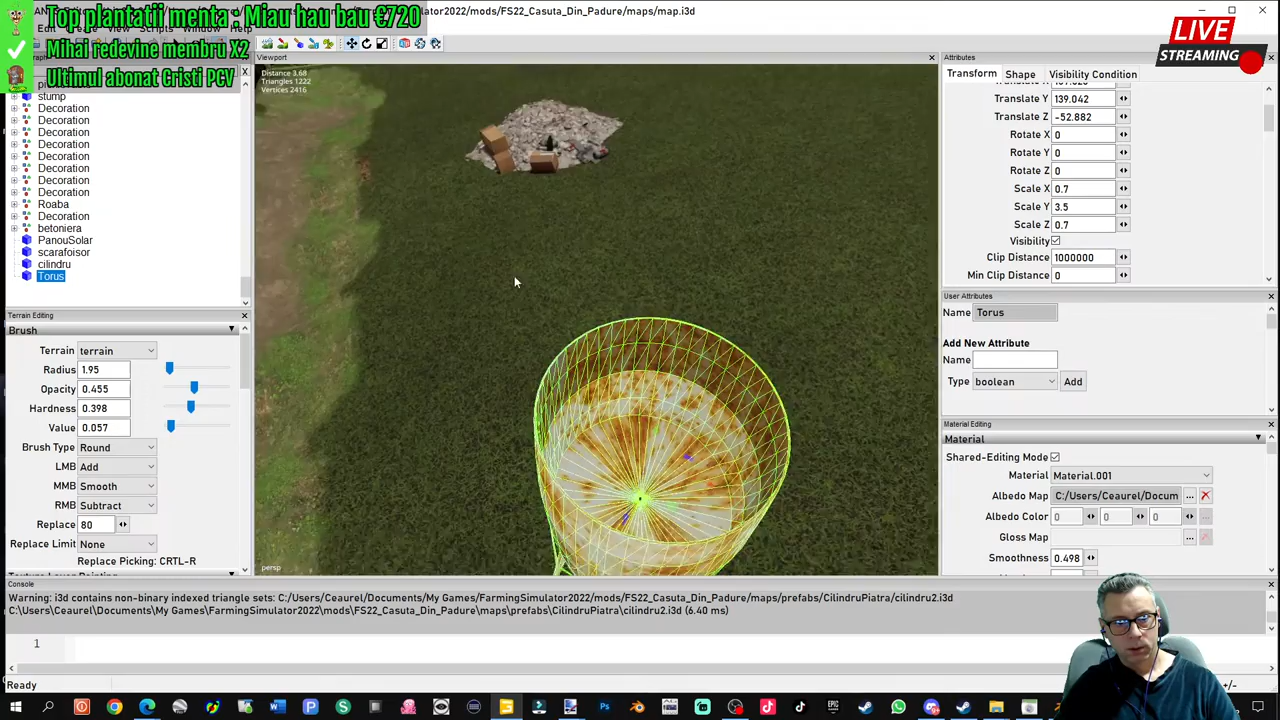 Top plantatii menta : Miau hau bau €720
Mihai redevine membru X2
Ultimul abonat Cristi PCV
Simulator2022/mods/FS22_Casuta_Din_Padure/maps/map.i3d
LIVE
STREAMING
Viewport
Distance 3.68
Triangles 1222
Vertices 2416
persp
stump
Decoration
Decoration
Decoration
Decoration
Decoration
Decoration
Decoration
Decoration
Roaba
Decoration
betoniera
PanouSolar
scarafoisor
cilindru
Torus
Terrain Editing
Brush
Terrain terrain
Radius 1.95
Opacity 0.455
Hardness 0.398
Value 0.057
Brush Type Round
LMB Add
MMB Smooth
RMB Subtract
Replace 80
Replace Limit None
Replace Picking: CRTL-R
Attributes
Transform Shape Visibility Condition
Translate Y 139.042
Translate Z -52.882
Rotate X 0
Rotate Y 0
Rotate Z 0
Scale X 0.7
Scale Y 3.5
Scale Z 0.7
Visibility
Clip Distance 1000000
Min Clip Distance 0
User Attributes
Name Torus
Add New Attribute
Name
Type boolean Add
Material Editing
Material
Shared-Editing Mode
Material Material.001
Albedo Map C:/Users/Ceaurel/Docum ...
Albedo Color 0 0 0
Gloss Map ...
Smoothness 0.498
Console
Warning: i3d contains non-binary indexed triangle sets: C:/Users/Ceaurel/Documents/My Games/FarmingSimulator2022/mods/FS22_Casuta_Din_Padure/maps/prefabs/CilindruPiatra/cilindru2.i3d
C:\Users\Ceaurel\Documents\My Games\FarmingSimulator2022\mods\FS22_Casuta_Din_Padure\maps\prefabs\CilindruPiatra\cilindru2.i3d (6.40 ms)
1
Ready
+/-